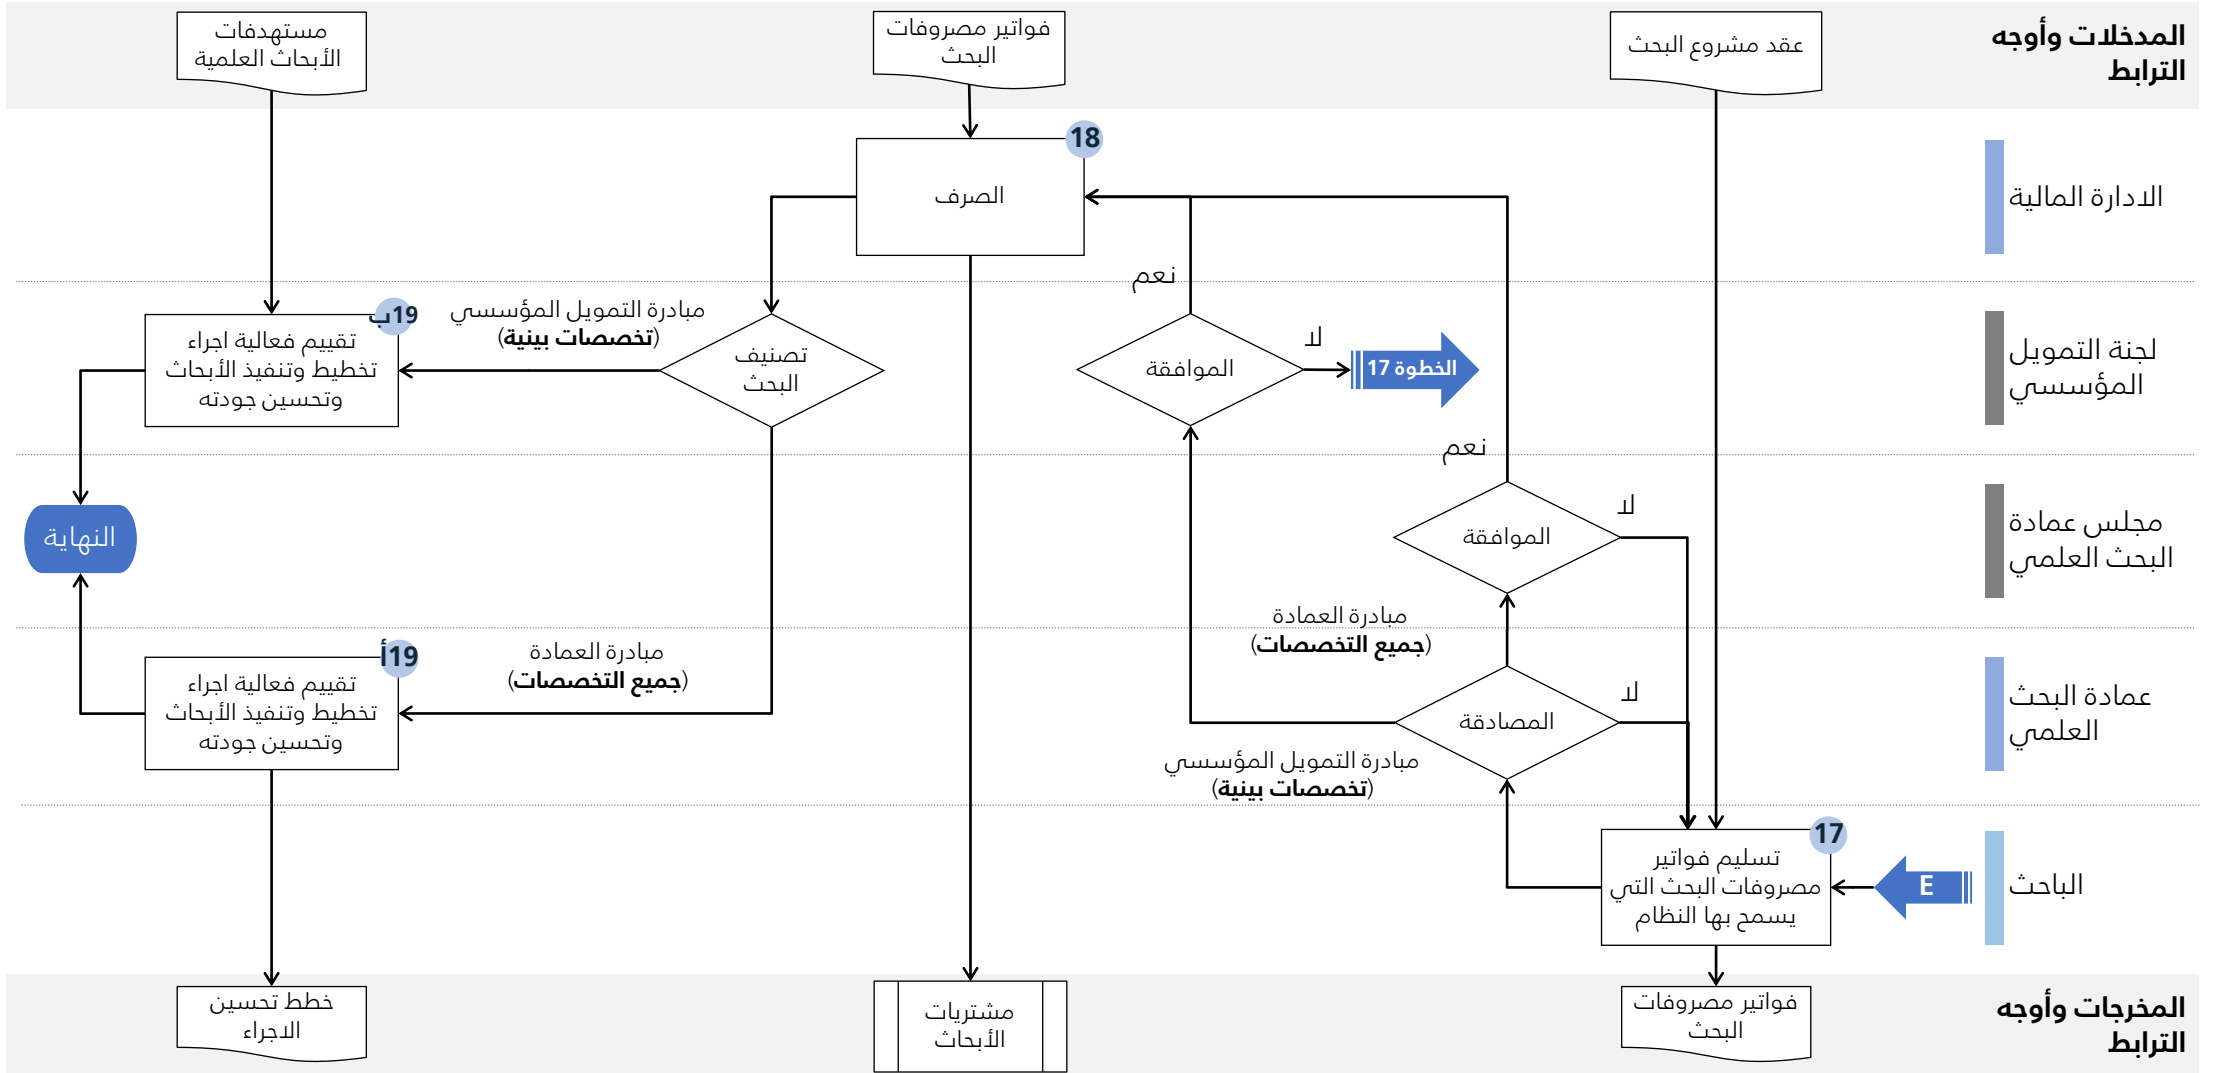 المدخلات وأوجه
الترابط
عقد مشروع البحث
فواتير مصروفات
البحث
مستهدفات
الأبحاث العلمية
الادارة المالية
18
الصرف
نعم
لجنة التمويل
المؤسسي
الموافقة
لا
الخطوة 17
تصنيف
البحث
مبادرة التمويل المؤسسي
(تخصصات بينية)
19ب
تقييم فعالية اجراء
تخطيط وتنفيذ الأبحاث
وتحسين جودته
نعم
مجلس عمادة
البحث العلمي
لا
الموافقة
النهاية
مبادرة العمادة
(جميع التخصصات)
عمادة البحث
العلمي
لا
المصادقة
مبادرة التمويل المؤسسي
(تخصصات بينية)
مبادرة العمادة
(جميع التخصصات)
19أ
تقييم فعالية اجراء
تخطيط وتنفيذ الأبحاث
وتحسين جودته
الباحث
E
17
تسليم فواتير
مصروفات البحث التي
يسمح بها النظام
المخرجات وأوجه
الترابط
فواتير مصروفات
البحث
مشتريات
الأبحاث
خطط تحسين
الاجراء